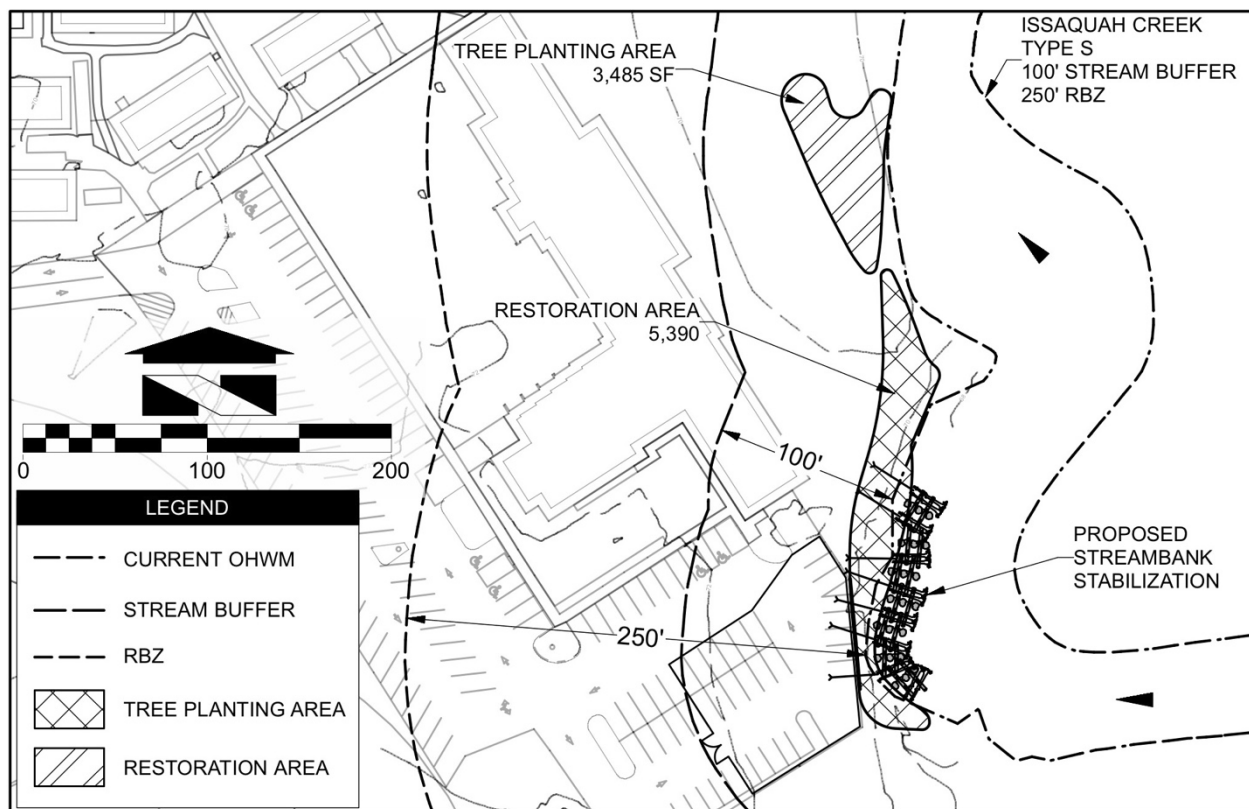 TREE PLANTING AREA
3,485 SF
ISSAQUAH CREEK
TYPE S
100' STREAM BUFFER
250' RBZ
RESTORATION AREA
5,390
100'
0 100 200
LEGEND
CURRENT OHWM
STREAM BUFFER
RBZ
TREE PLANTING AREA
RESTORATION AREA
PROPOSED
STREAMBANK
STABILIZATION
250'